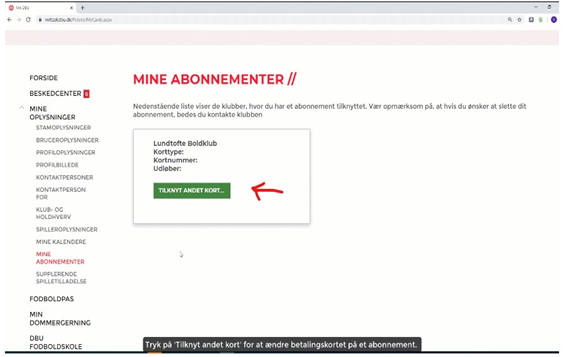 Mit DBU
mitdbu.dbu.dk/Person/MyCards.aspx
FORSIDE
BESKEDCENTER 5
MINE
OPLYSNINGER
STAMOPLYSNINGER
BRUGEROPLYSNINGER
PROFILOPLYSNINGER
PROFILBILLEDE
KONTAKTPERSONER
KONTAKTPERSON
FOR
KLUB- OG
HOLDHVERV
SPILLEROPLYSNINGER
MINE KALENDERE
MINE
ABONNEMENTER
SUPPLERENDE
SPILLETILLADELSE
FODBOLDPAS
MIN
DOMMERGERNING
DBU
FODBOLDSKOLE
MINE ABONNEMENTER //
Nedenstående liste viser de klubber, hvor du har et abonnement tilknyttet. Vær opmærksom på, at hvis du ønsker at slette dit
abonnement, bedes du kontakte klubben
Lundtofte Boldklub
Korttype:
Kortnummer:
Udløber:
TILKNYT ANDET KORT...
Tryk på 'Tilknyt andet kort' for at ændre betalingskortet på et abonnement.